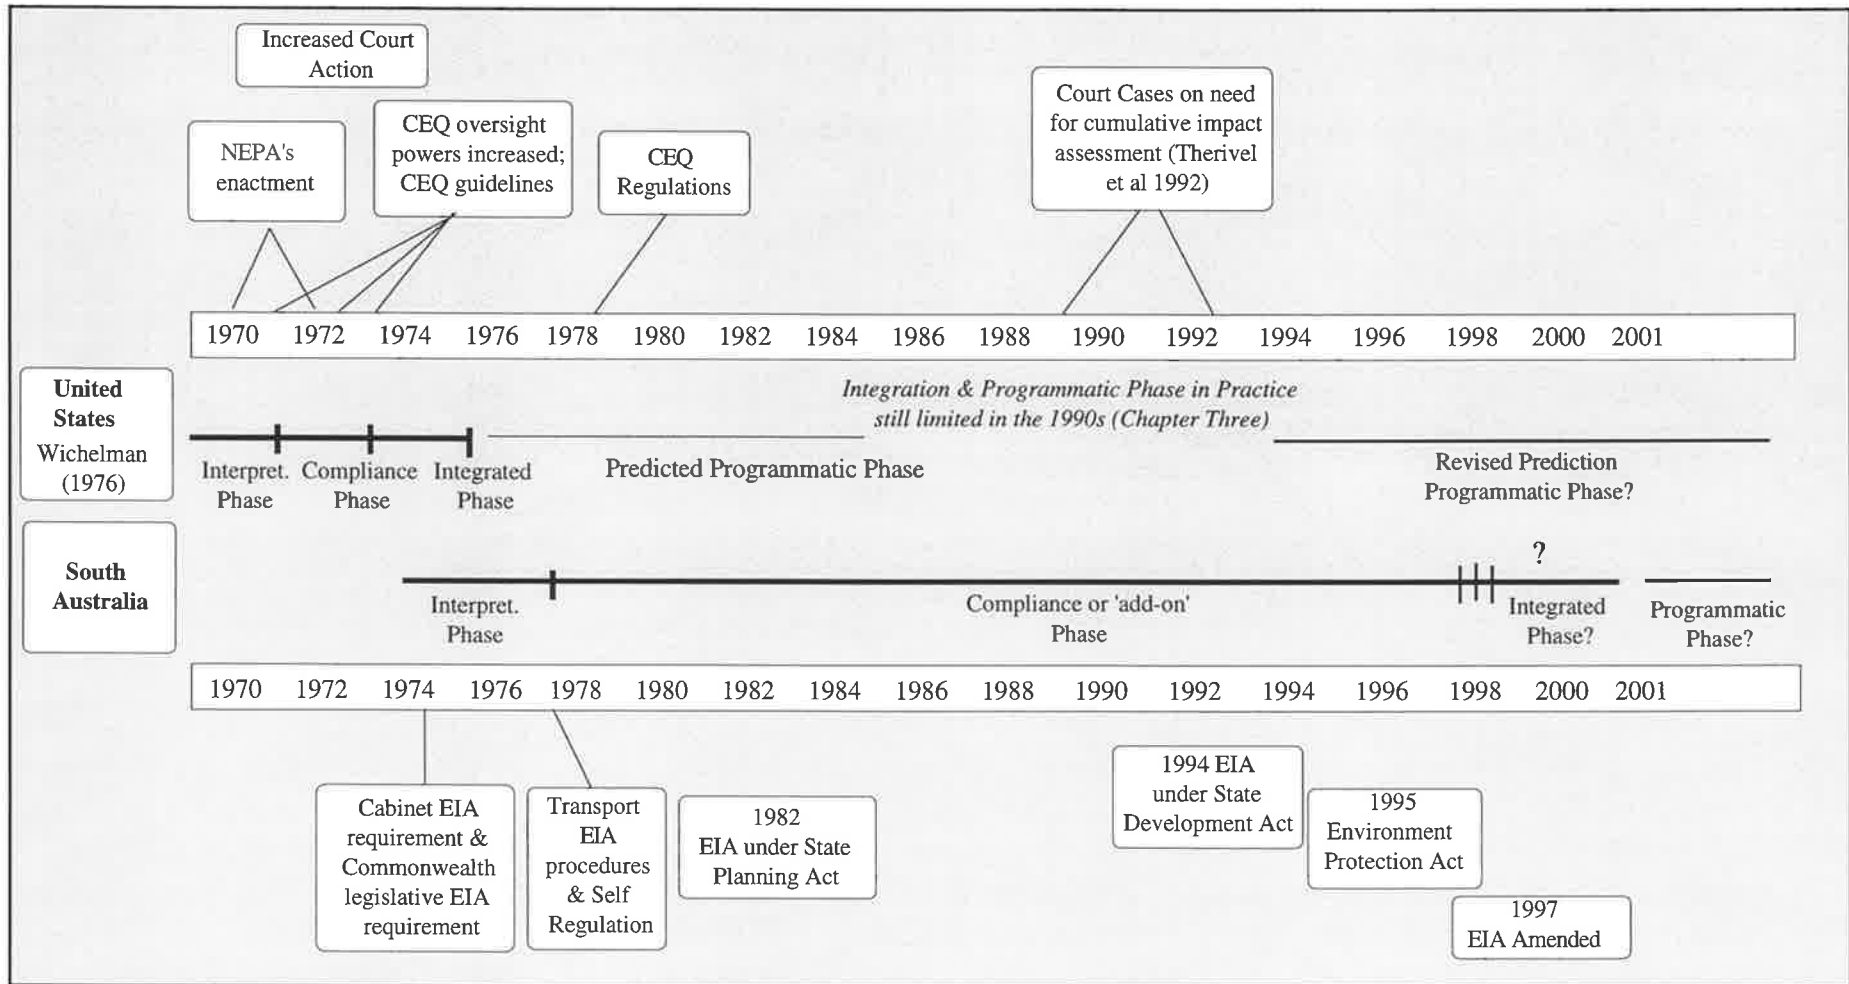 Increased Court
Action
NEPA's
enactment
CEQ oversight
powers increased;
CEQ guidelines
CEQ
Regulations
Court Cases on need
for cumulative impact
assessment (Therivel
et al 1992)
1970 1972 1974 1976 1978 1980 1982 1984 1986 1988 1990 1992 1994 1996 1998 2000 2001
United
States
Wichelman
(1976)
Integration & Programmatic Phase in Practice
still limited in the 1990s (Chapter Three)
Interpret.
Phase
Compliance
Phase
Integrated
Phase
Predicted Programmatic Phase
Revised Prediction
Programmatic Phase?
South
Australia
Interpret.
Phase
Compliance or 'add-on'
Phase
?
Integrated
Phase?
Programmatic
Phase?
1970 1972 1974 1976 1978 1980 1982 1984 1986 1988 1990 1992 1994 1996 1998 2000 2001
Cabinet EIA
requirement &
Commonwealth
legislative EIA
requirement
Transport
EIA
procedures
& Self
Regulation
1982
EIA under State
Planning Act
1994 EIA
under State
Development Act
1995
Environment
Protection Act
1997
EIA Amended